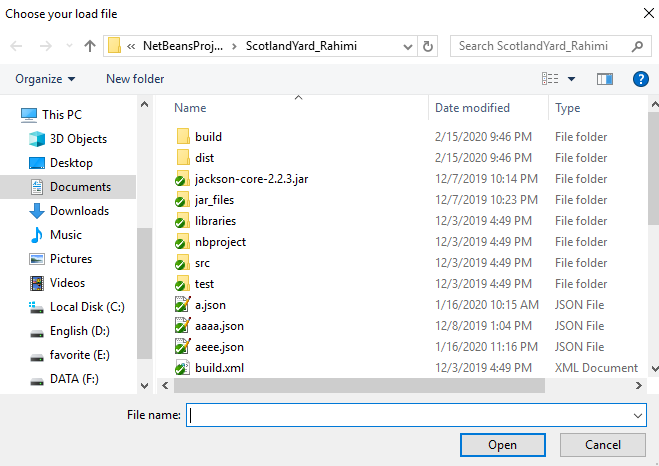 Choose your load file
« NetBeansProj... › ScotlandYard_Rahimi
Search ScotlandYard_Rahimi
Organize
New folder
?
This PC
3D Objects
Desktop
Documents
Downloads
Music
Pictures
Videos
Local Disk (C:)
English (D:)
favorite (E:)
DATA (F:)
Name Date modified Type
build 2/15/2020 9:46 PM File folder
dist 2/15/2020 9:46 PM File folder
jackson-core-2.2.3.jar 12/7/2019 10:14 PM File folder
jar_files 12/7/2019 10:23 PM File folder
libraries 12/3/2019 4:49 PM File folder
nbproject 12/3/2019 4:49 PM File folder
src 12/3/2019 4:49 PM File folder
test 12/3/2019 4:49 PM File folder
a.json 1/16/2020 10:15 AM JSON File
aaaa.json 12/8/2019 1:04 PM JSON File
aeee.json 1/16/2020 11:16 PM JSON File
build.xml 12/3/2019 4:49 PM XML Document
File name:
Open
Cancel